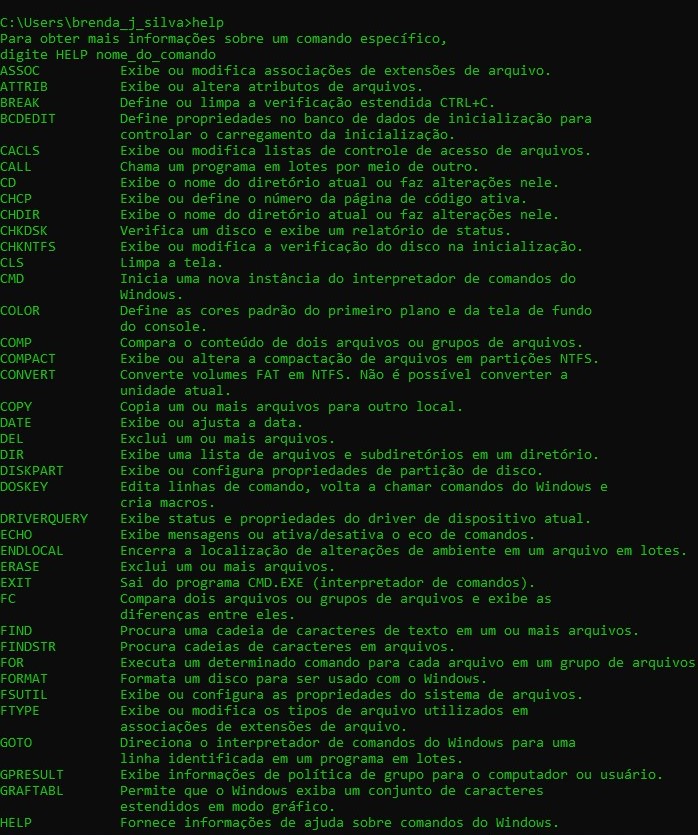 C:\Users\brenda_j_silva>help
Para obter mais informações sobre um comando específico,
digite HELP nome_do_comando
ASSOC Exibe ou modifica associações de extensões de arquivo.
ATTRIB Exibe ou altera atributos de arquivos.
BREAK Define ou limpa a verificação estendida CTRL+C.
BCDEDIT Define propriedades no banco de dados de inicialização para
controlar o carregamento da inicialização.
CACLS Exibe ou modifica listas de controle de acesso de arquivos.
CALL Chama um programa em lotes por meio de outro.
CD Exibe o nome do diretório atual ou faz alterações nele.
CHCP Exibe ou define o número da página de código ativa.
CHDIR Exibe o nome do diretório atual ou faz alterações nele.
CHKDSK Verifica um disco e exibe um relatório de status.
CHKNTFS Exibe ou modifica a verificação do disco na inicialização.
CLS Limpa a tela.
CMD Inicia uma nova instância do interpretador de comandos do
Windows.
COLOR Define as cores padrão do primeiro plano e da tela de fundo
do console.
COMP Compara o conteúdo de dois arquivos ou grupos de arquivos.
COMPACT Exibe ou altera a compactação de arquivos em partições NTFS.
CONVERT Converte volumes FAT em NTFS. Não é possível converter a
unidade atual.
COPY Copia um ou mais arquivos para outro local.
DATE Exibe ou ajusta a data.
DEL Exclui um ou mais arquivos.
DIR Exibe uma lista de arquivos e subdiretórios em um diretório.
DISKPART Exibe ou configura propriedades de partição de disco.
DOSKEY Edita linhas de comando, volta a chamar comandos do Windows e
cria macros.
DRIVERQUERY Exibe status e propriedades do driver de dispositivo atual.
ECHO Exibe mensagens ou ativa/desativa o eco de comandos.
ENDLOCAL Encerra a localização de alterações de ambiente em um arquivo em lotes.
ERASE Exclui um ou mais arquivos.
EXIT Sai do programa CMD.EXE (interpretador de comandos).
FC Compara dois arquivos ou grupos de arquivos e exibe as
diferenças entre eles.
FIND Procura uma cadeia de caracteres de texto em um ou mais arquivos.
FINDSTR Procura cadeias de caracteres em arquivos.
FOR Executa um determinado comando para cada arquivo em um grupo de arquivos
FORMAT Formata um disco para ser usado com o Windows.
FSUTIL Exibe ou configura as propriedades do sistema de arquivos.
FTYPE Exibe ou modifica os tipos de arquivo utilizados em
associações de extensões de arquivo.
GOTO Direciona o interpretador de comandos do Windows para uma
linha identificada em um programa em lotes.
GPRESULT Exibe informações de política de grupo para o computador ou usuário.
GRAFTABL Permite que o Windows exiba um conjunto de caracteres
estendidos em modo gráfico.
HELP Fornece informações de ajuda sobre comandos do Windows.